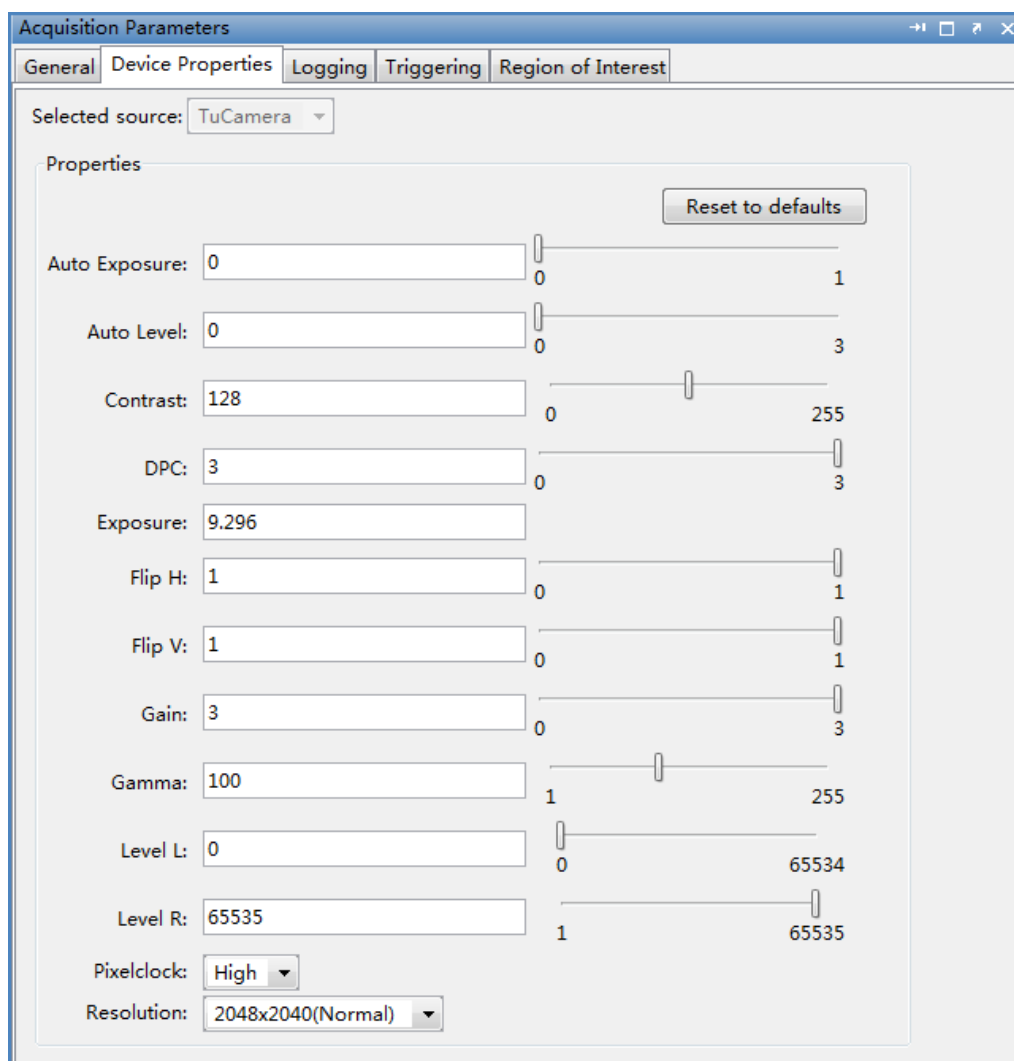 Acquisition Parameters
General Device Properties Logging Triggering Region of Interest
Selected source: TuCamera
Properties
Reset to defaults
Auto Exposure: 0 0 1
Auto Level: 0 0 3
Contrast: 128 0 255
DPC: 3 0 3
Exposure: 9.296
Flip H: 1 0 1
Flip V: 1 0 1
Gain: 3 0 3
Gamma: 100 1 255
Level L: 0 0 65534
Level R: 65535 1 65535
Pixelclock: High
Resolution: 2048x2040(Normal)